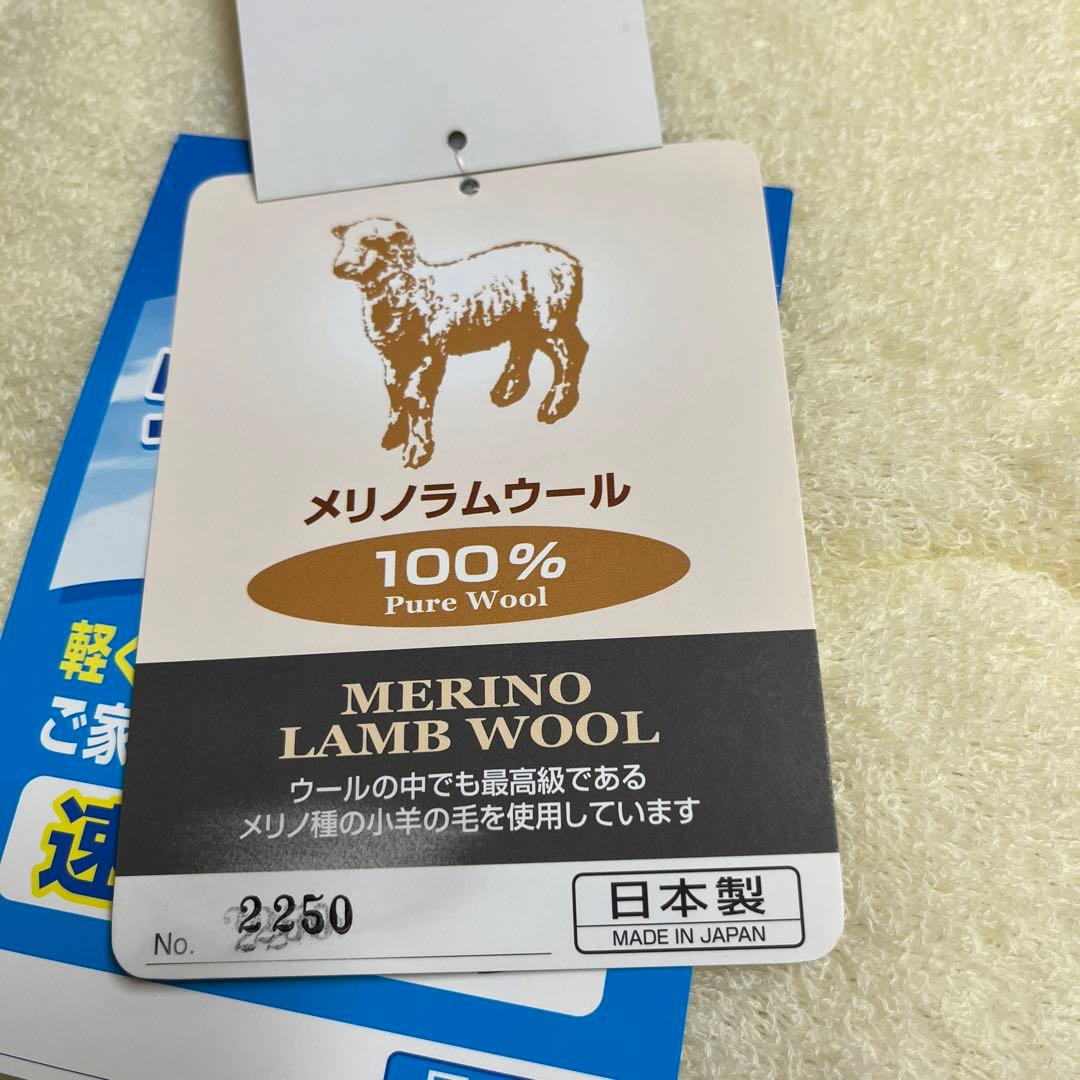 メリノラムウール
100%
Pure Wool
MERINO
LAMB WOOL
ウールの中でも最高級である
メリノ種の小羊の毛を使用しています
No. 2250
日本製
MADE IN JAPAN
軽く
ご家
速